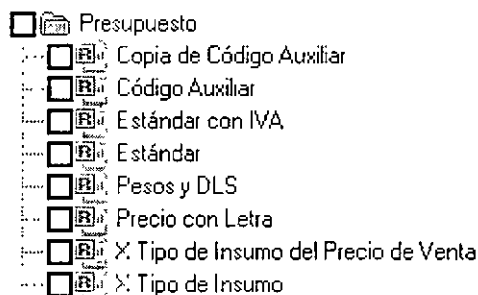 Presupuesto
Copia de Código Auxiliar
Código Auxiliar
Estándar con IVA
Estándar
Pesos y DLS
Precio con Letra
X Tipo de Insumo del Precio de Venta
X Tipo de Insumo